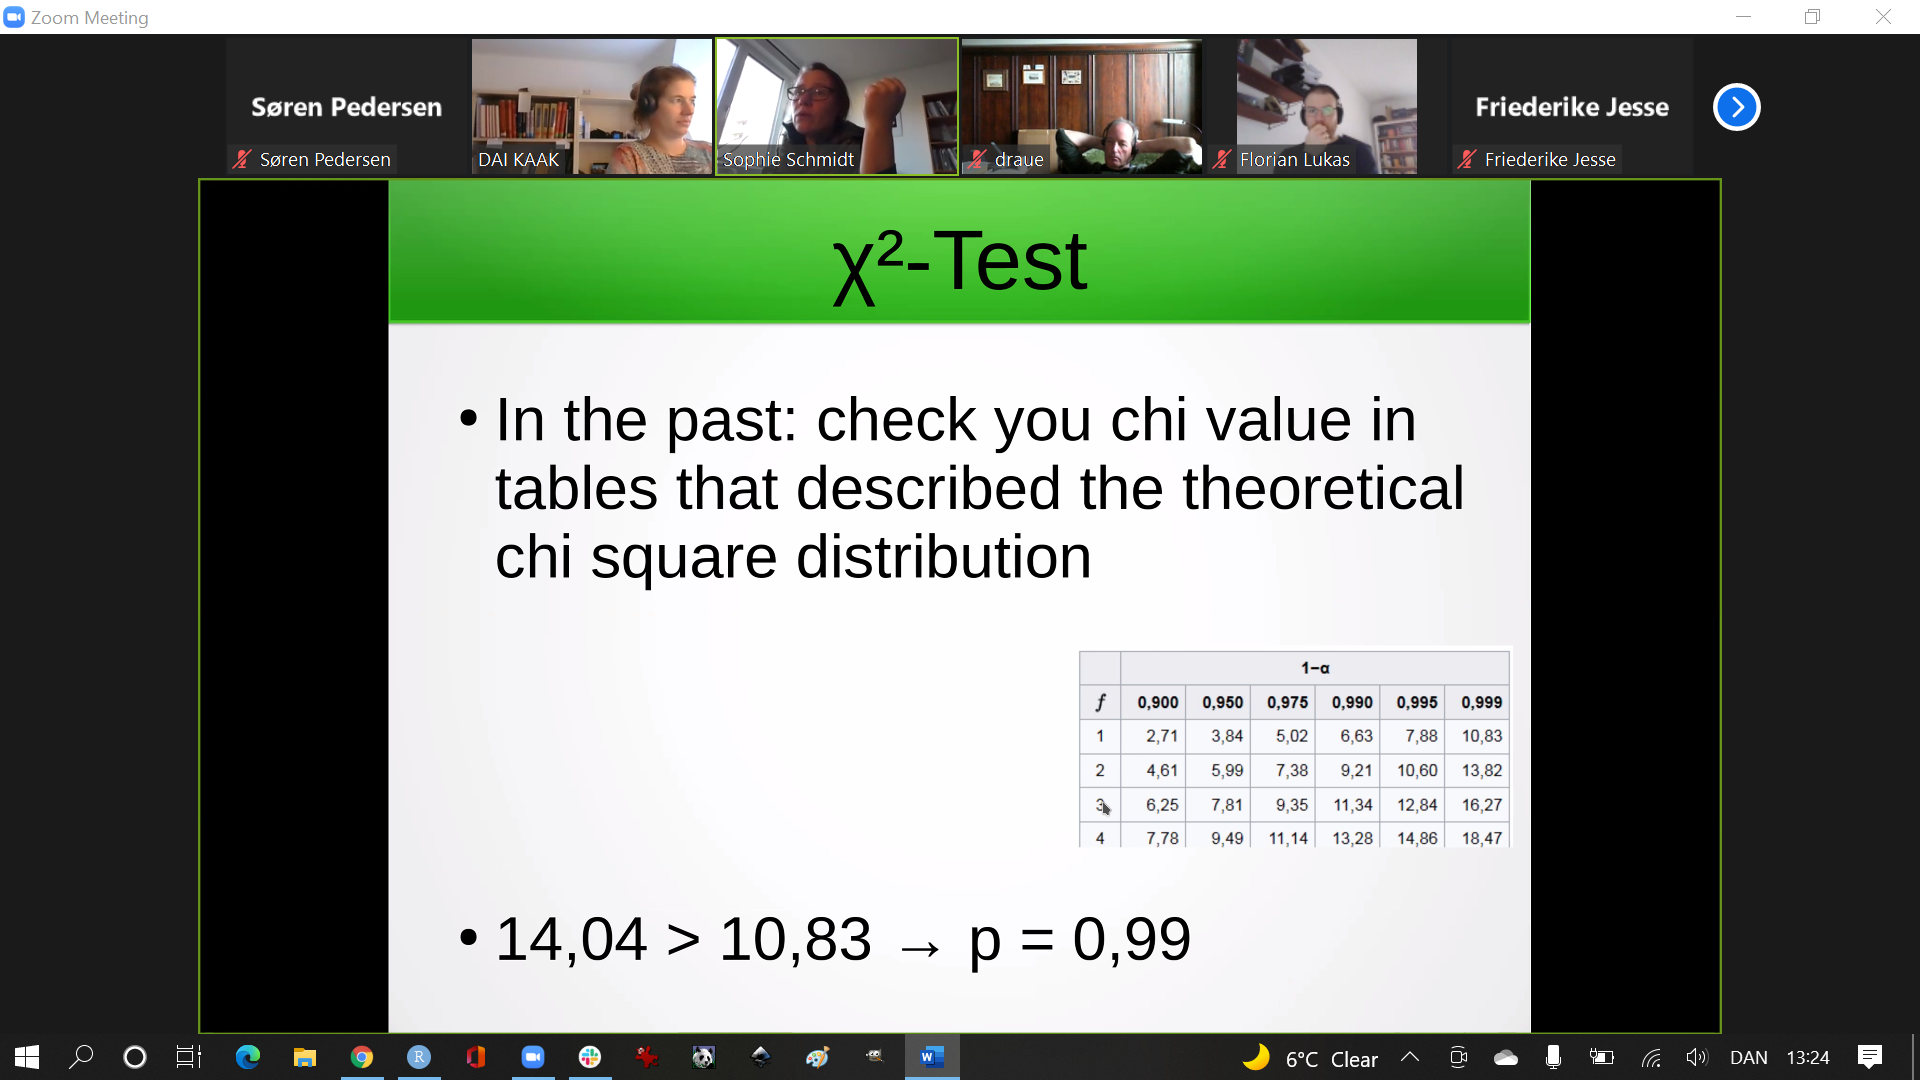 Zoom Meeting
Søren Pedersen
Friederike Jesse
Søren Pedersen
DAI KAAK
Sophie Schmidt
draue
Florian Lukas
Friederike Jesse
χ²-Test
• In the past: check you chi value in
tables that described the theoretical
chi square distribution
1−α
f 0,900 0,950 0,975 0,990 0,995 0,999
1 2,71 3,84 5,02 6,63 7,88 10,83
2 4,61 5,99 7,38 9,21 10,60 13,82
3 6,25 7,81 9,35 11,34 12,84 16,27
4 7,78 9,49 11,14 13,28 14,86 18,47
• 14,04 > 10,83 → p = 0,99
6°C Clear
DAN
13:24